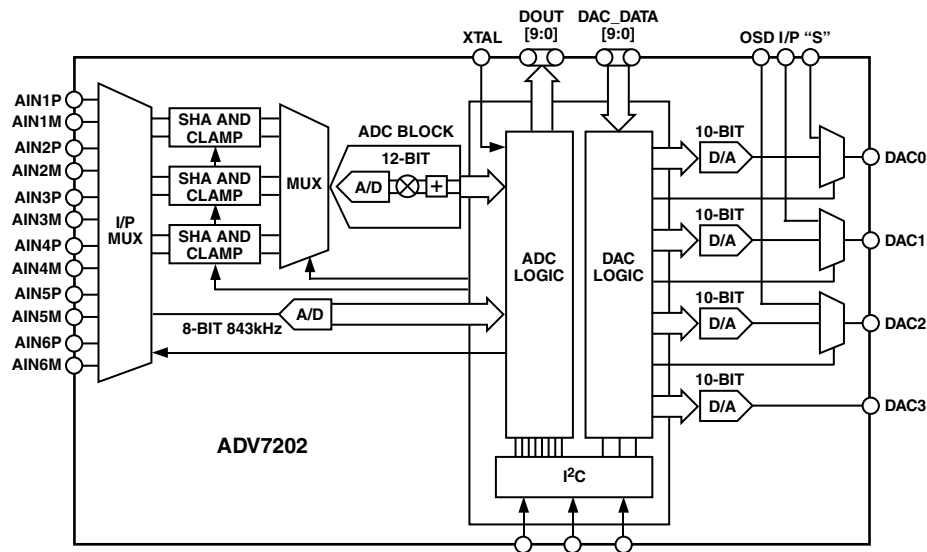 DOUT
[9:0]
DAC_DATA
[9:0]
XTAL
OSD I/P “S”
AIN1P
AIN1M
AIN2P
AIN2M
AIN3P
AIN3M
AIN4P
AIN4M
AIN5P
AIN5M
AIN6P
AIN6M
I/P
MUX
SHA AND
CLAMP
SHA AND
CLAMP
SHA AND
CLAMP
MUX
ADC BLOCK
12-BIT
A/D
+
8-BIT 843kHz
A/D
ADC
LOGIC
DAC
LOGIC
10-BIT
D/A
DAC0
10-BIT
D/A
DAC1
10-BIT
D/A
DAC2
10-BIT
D/A
DAC3
ADV7202
I²C